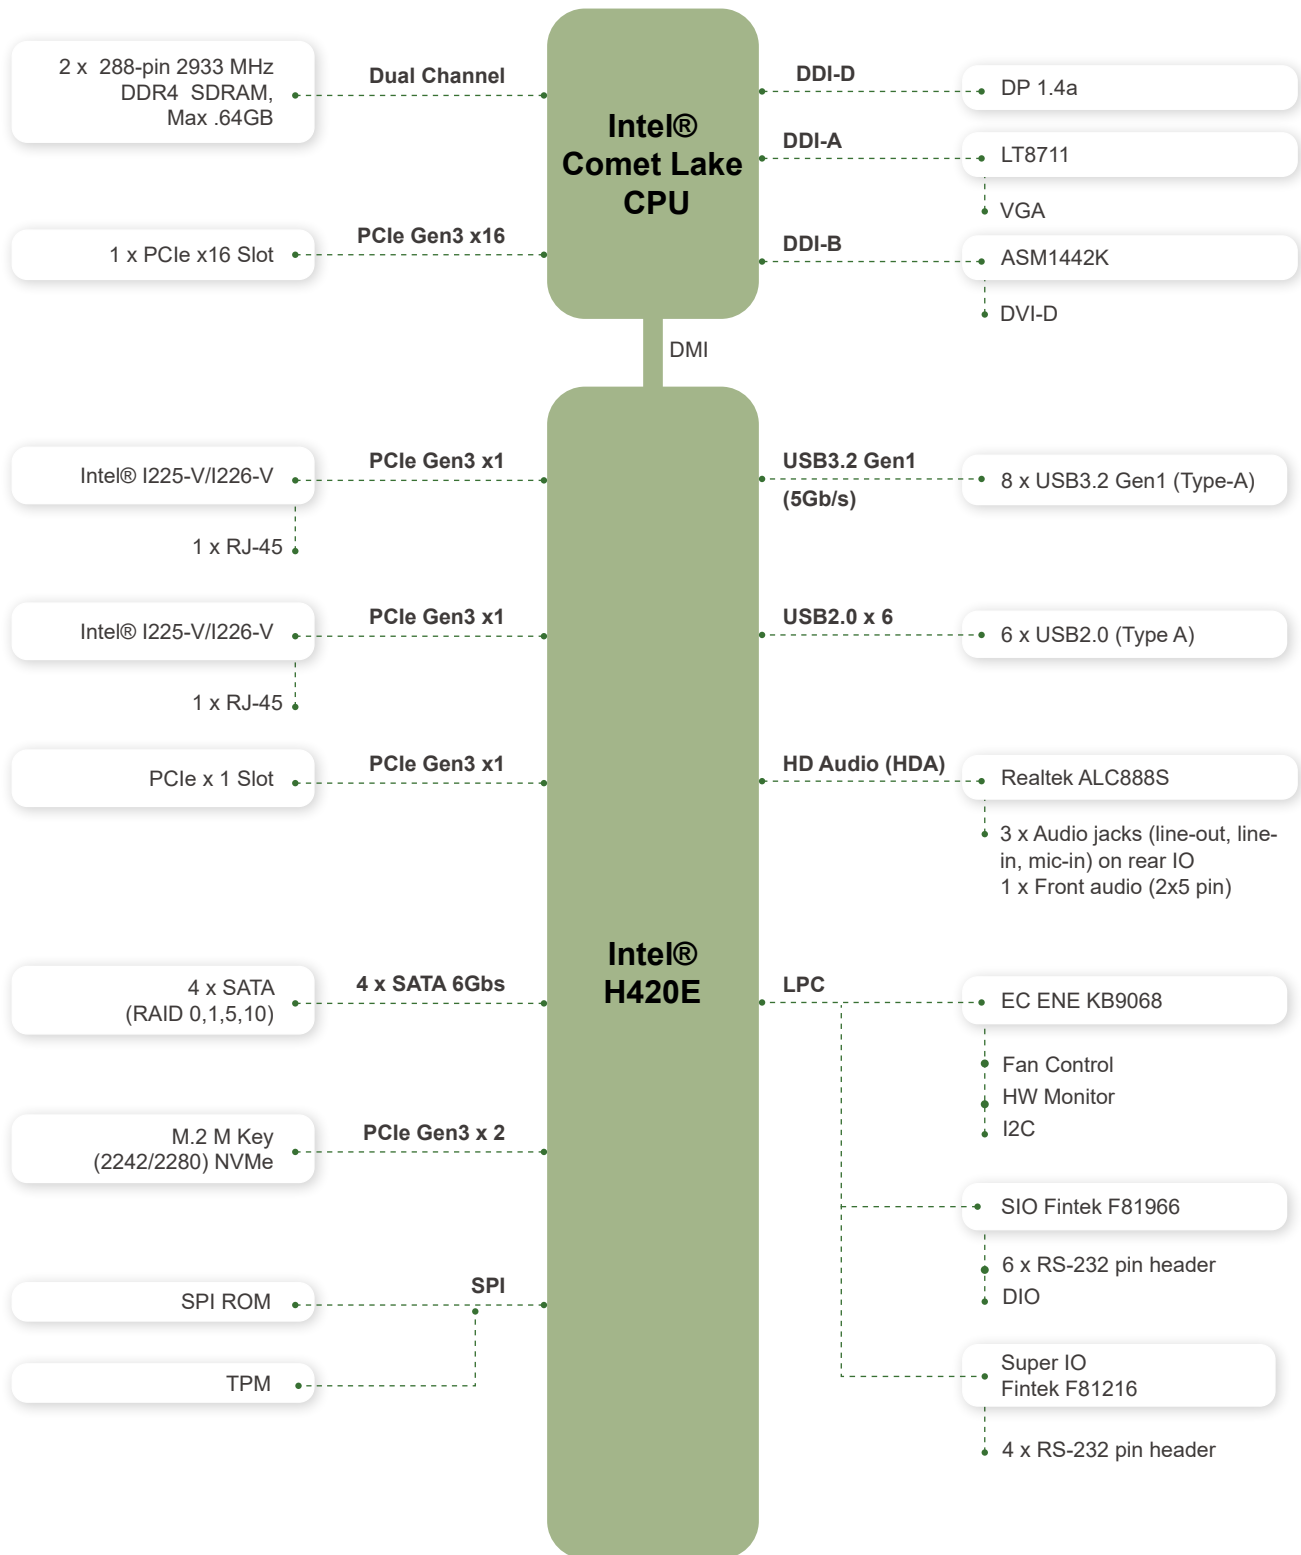 2 x  288-pin 2933 MHz
DDR4  SDRAM,
Max .64GB
Dual Channel
1 x PCIe x16 Slot
PCIe Gen3 x16
Intel®
Comet Lake
CPU
DDI-D
DP 1.4a
DDI-A
LT8711
VGA
DDI-B
ASM1442K
DVI-D
DMI
Intel® I225-V/I226-V
PCIe Gen3 x1
1 x RJ-45
Intel® I225-V/I226-V
PCIe Gen3 x1
1 x RJ-45
PCIe x 1 Slot
PCIe Gen3 x1
4 x SATA
(RAID 0,1,5,10)
4 x SATA 6Gbs
M.2 M Key
(2242/2280) NVMe
PCIe Gen3 x 2
SPI ROM
SPI
TPM
Intel®
H420E
USB3.2 Gen1
(5Gb/s)
8 x USB3.2 Gen1 (Type-A)
USB2.0 x 6
6 x USB2.0 (Type A)
HD Audio (HDA)
Realtek ALC888S
3 x Audio jacks (line-out, line-
in, mic-in) on rear IO
1 x Front audio (2x5 pin)
LPC
EC ENE KB9068
Fan Control
HW Monitor
I2C
SIO Fintek F81966
6 x RS-232 pin header
DIO
Super IO
Fintek F81216
4 x RS-232 pin header